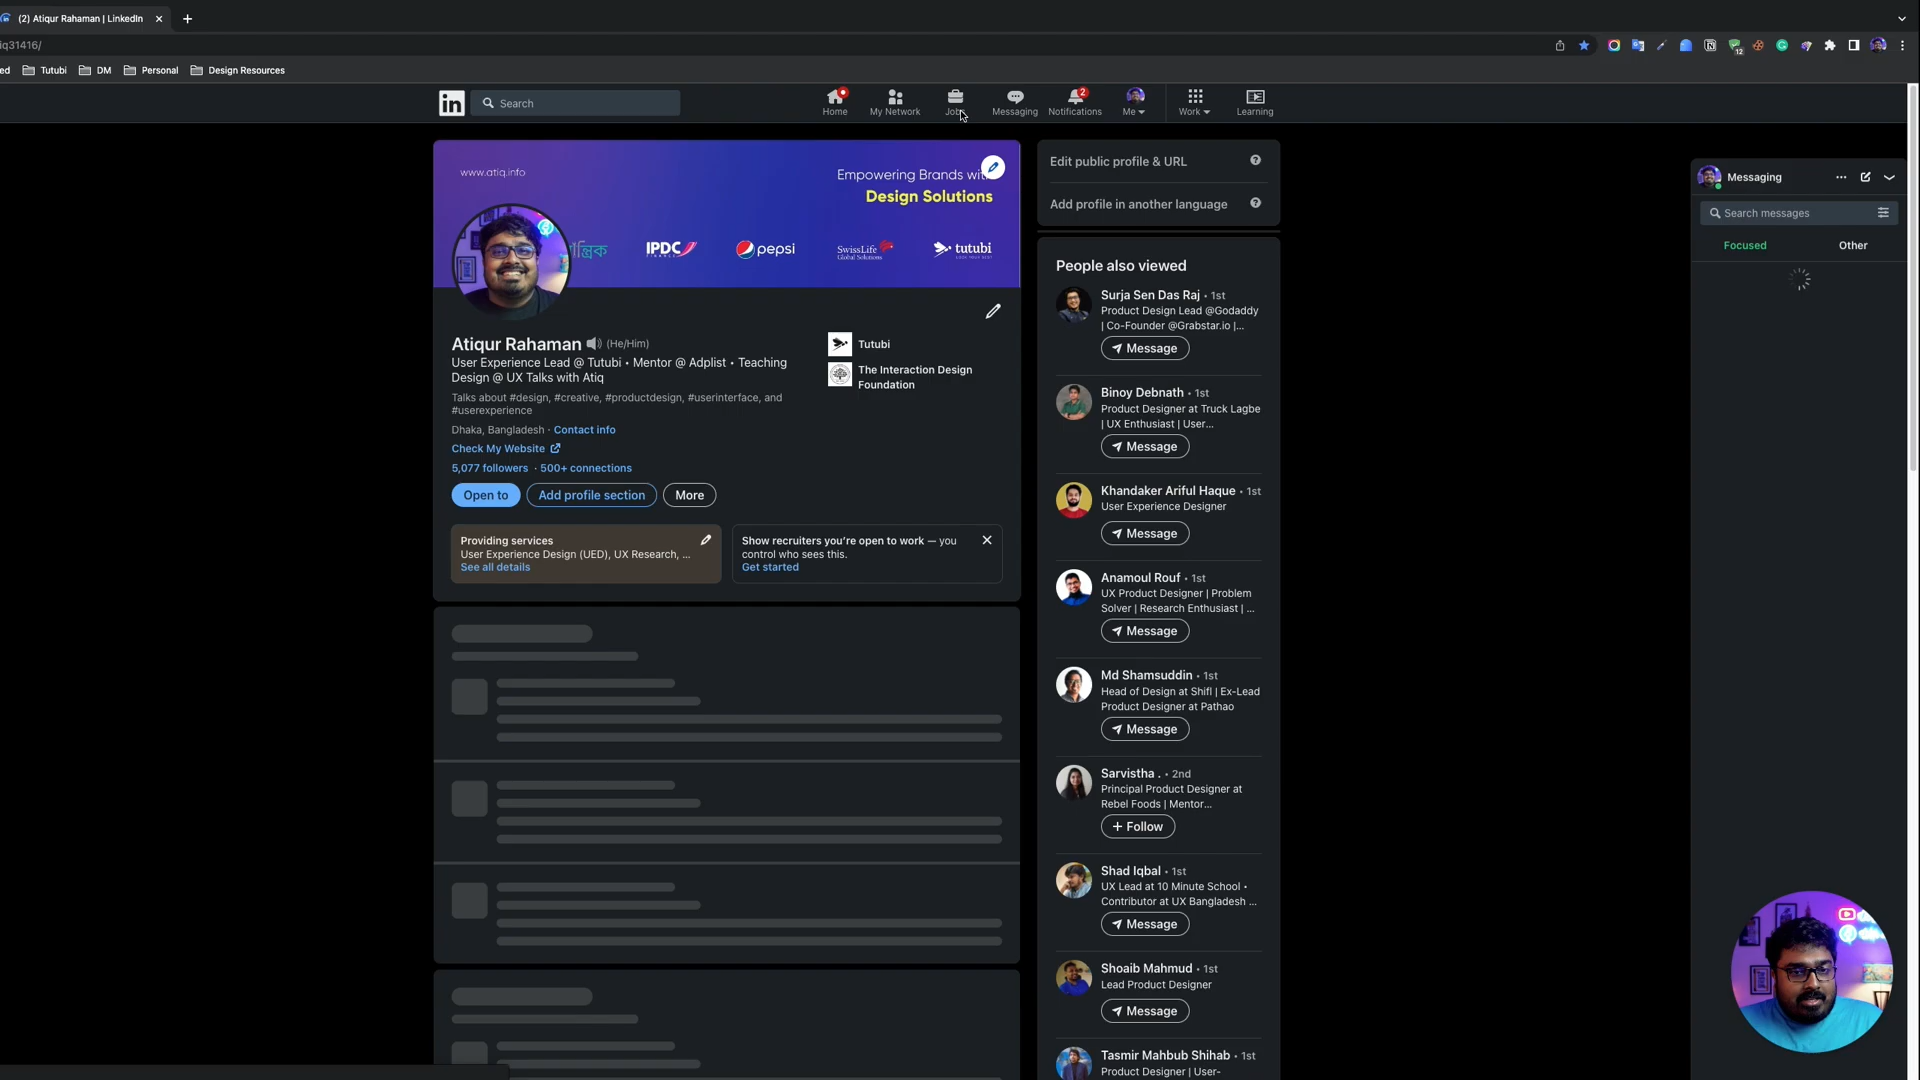 (2) Atiqur Rahaman | LinkedIn
iq31416/
12
ed
Tutubi
DM
Personal
Design Resources
in
Search
Home
My Network
Jobs
Messaging
2
Notifications
Me
Work
Learning
www.atiq.info
Empowering Brands with
Design Solutions
IPDC
FINANCE
pepsi
SwissLife
Global Solutions
tutubi
Atiqur Rahaman (He/Him)
User Experience Lead @ Tutubi • Mentor @ Adplist • Teaching
Design @ UX Talks with Atiq
Talks about #design, #creative, #productdesign, #userinterface, and
#userexperience
Dhaka, Bangladesh · Contact info
Check My Website
5,077 followers · 500+ connections
Open to
Add profile section
More
Tutubi
The Interaction Design
Foundation
Providing services
User Experience Design (UED), UX Research, ...
See all details
Show recruiters you're open to work — you
control who sees this.
Get started
Edit public profile & URL
Add profile in another language
People also viewed
Surja Sen Das Raj • 1st
Product Design Lead @Godaddy
| Co-Founder @Grabstar.io |...
Message
Binoy Debnath • 1st
Product Designer at Truck Lagbe
| UX Enthusiast | User...
Message
Khandaker Ariful Haque • 1st
User Experience Designer
Message
Anamoul Rouf • 1st
UX Product Designer | Problem
Solver | Research Enthusiast | ...
Message
Md Shamsuddin • 1st
Head of Design at Shifl | Ex-Lead
Product Designer at Pathao
Message
Sarvistha . • 2nd
Principal Product Designer at
Rebel Foods | Mentor...
+ Follow
Shad Iqbal • 1st
UX Lead at 10 Minute School •
Contributor at UX Bangladesh ...
Message
Shoaib Mahmud • 1st
Lead Product Designer
Message
Tasmir Mahbub Shihab • 1st
Product Designer | User-
Messaging
Search messages
Focused
Other